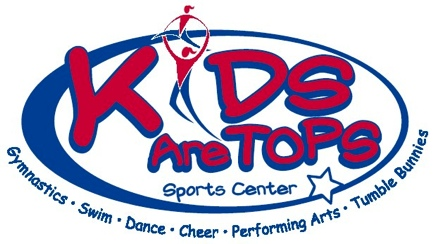 KiDS
Are TOPS
Sports Center
Gymnastics • Swim • Dance • Cheer • Performing Arts • Tumble Bunnies